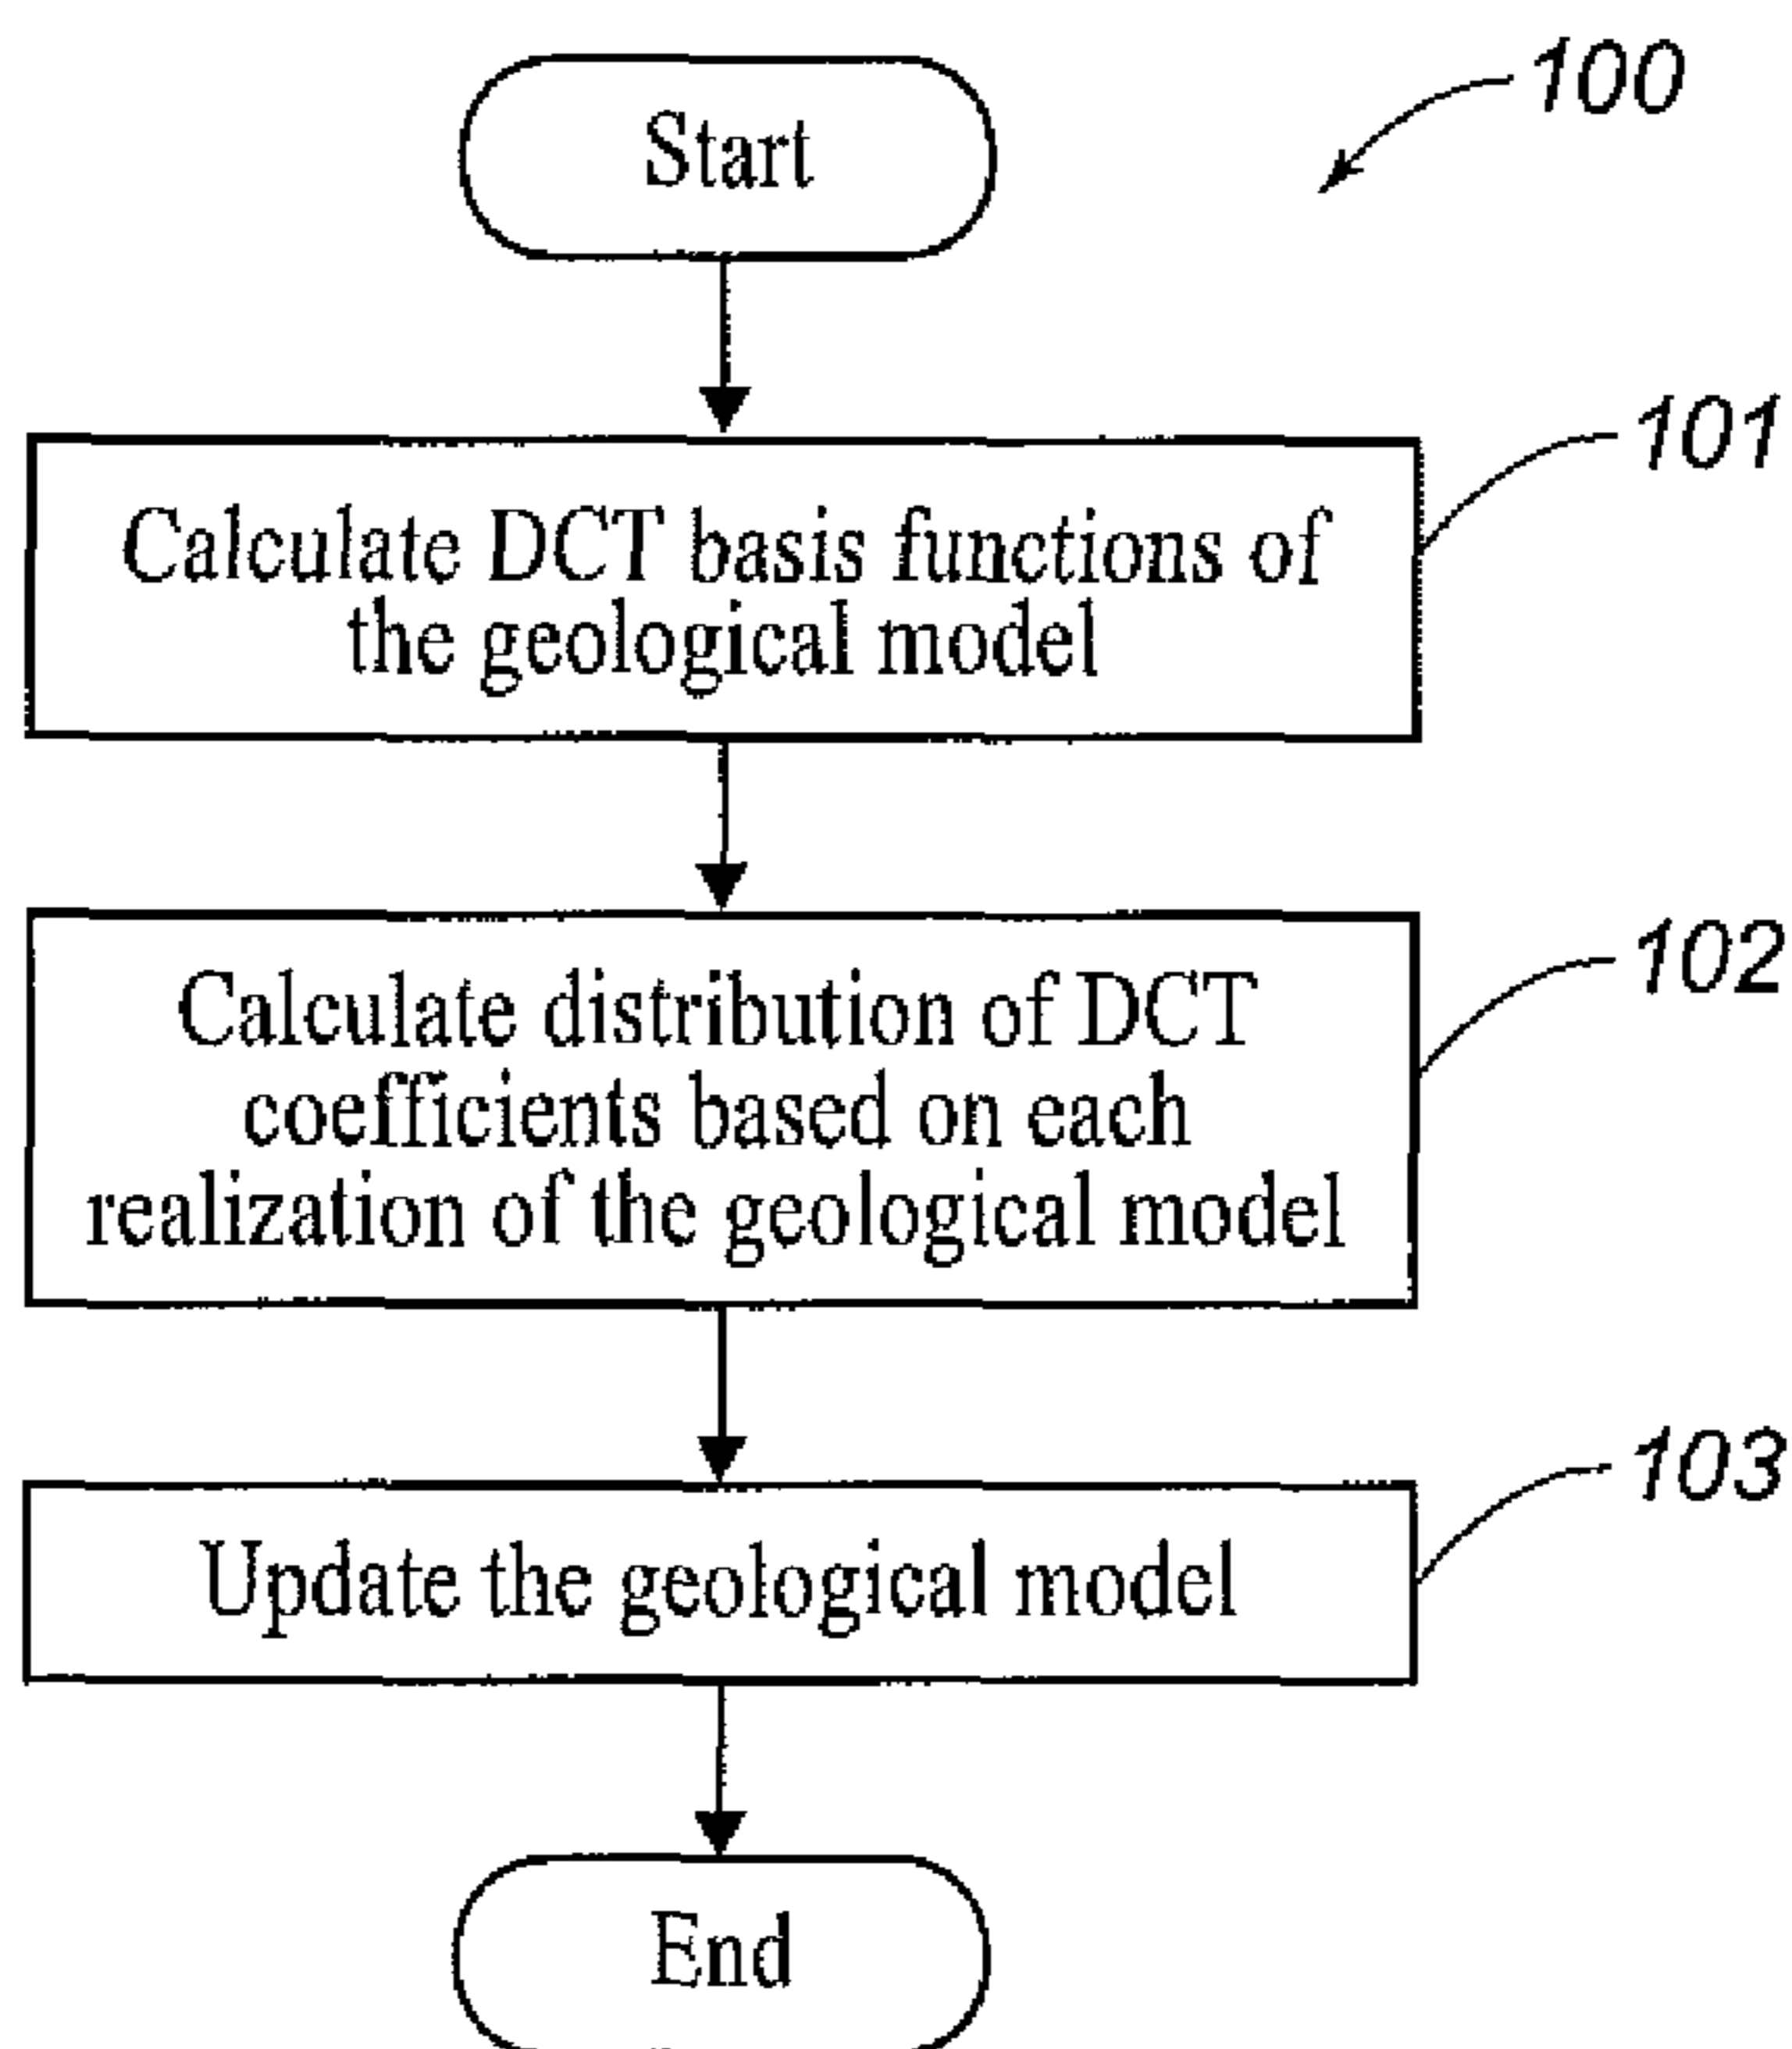 Start
100
101
Calculate DCT basis functions of
the geological model
102
Calculate distribution of DCT
coefficients based on each
realization of the geological model
103
Update the geological model
End